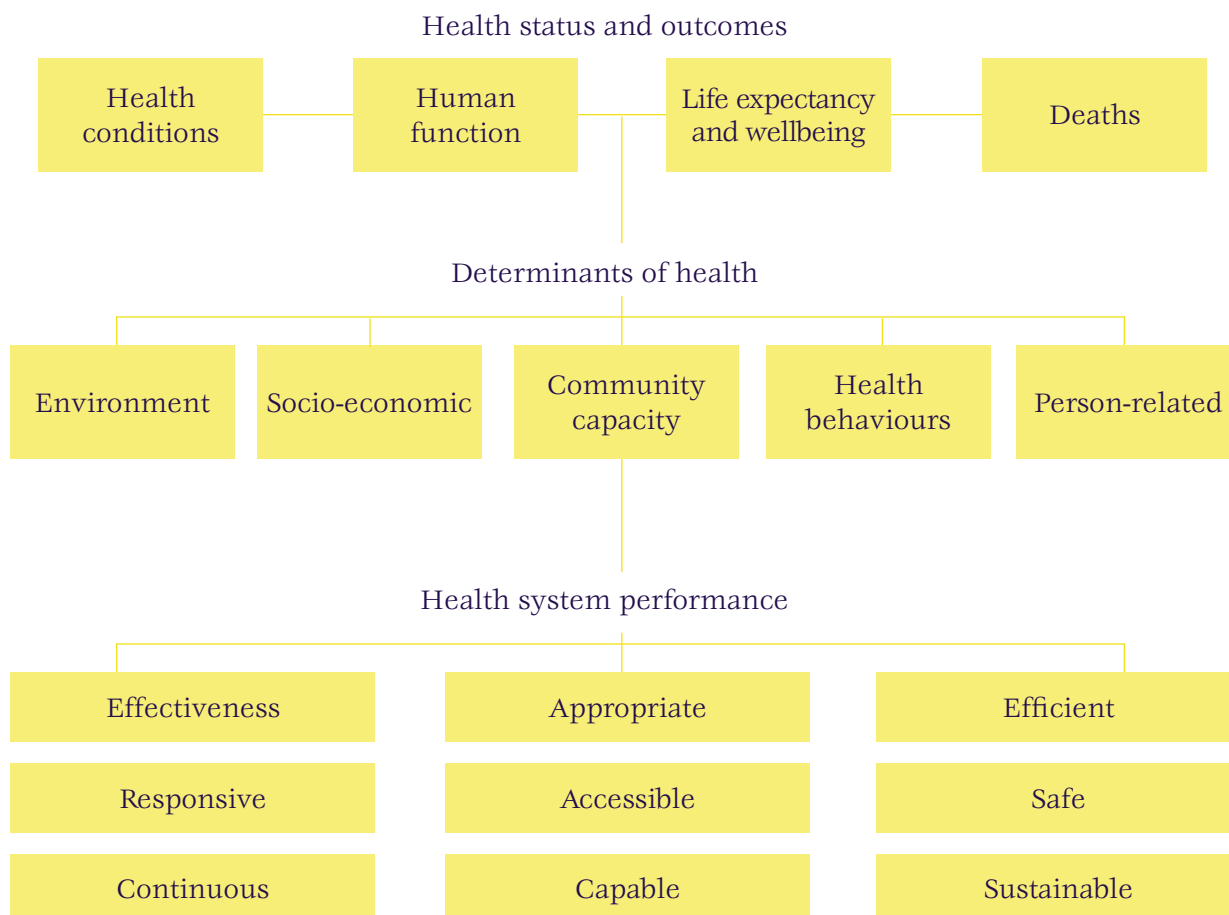 Health status and outcomes
Health
conditions
Human
function
Life expectancy
and wellbeing
Deaths
Determinants of health
Environment
Socio-economic
Community
capacity
Health
behaviours
Person-related
Health system performance
Effectiveness
Appropriate
Efficient
Responsive
Accessible
Safe
Continuous
Capable
Sustainable